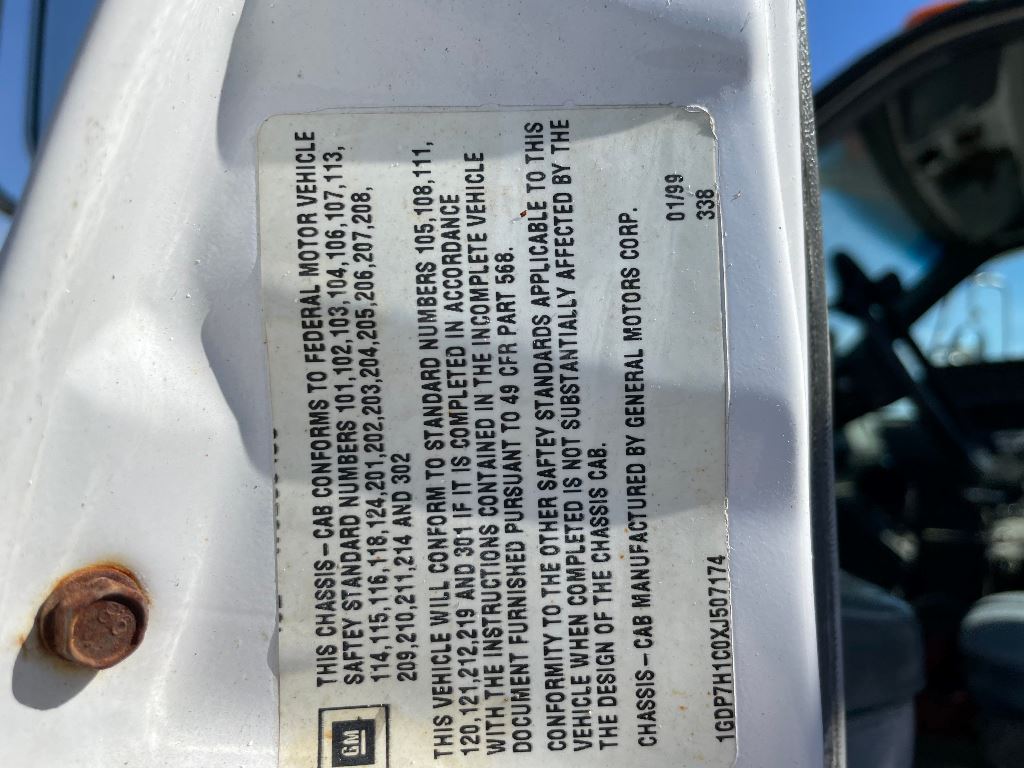 THIS CHASSIS-CAB CONFORMS TO FEDERAL MOTOR VEHICLE
SAFTEY STANDARD NUMBERS 101,102,103,104,106,107,113,
114,115,116,118,124,201,202,203,204,205,206,207,208,
209,210,211,214 AND 302
THIS VEHICLE WILL CONFORM TO STANDARD NUMBERS 105,108,111,
120,121,212,219 AND 301 IF IT IS COMPLETED IN ACCORDANCE
WITH THE INSTRUCTIONS CONTAINED IN THE INCOMPLETE VEHICLE
DOCUMENT FURNISHED PURSUANT TO 49 CFR PART 568.
CONFORMITY TO THE OTHER SAFTEY STANDARDS APPLICABLE TO THIS
VEHICLE WHEN COMPLETED IS NOT SUBSTANTIALLY AFFECTED BY THE
THE DESIGN OF THE CHASSIS CAB.
CHASSIS-CAB MANUFACTURED BY GENERAL MOTORS CORP.
01/99
1GDP7H1C0XJ507174 338
GM